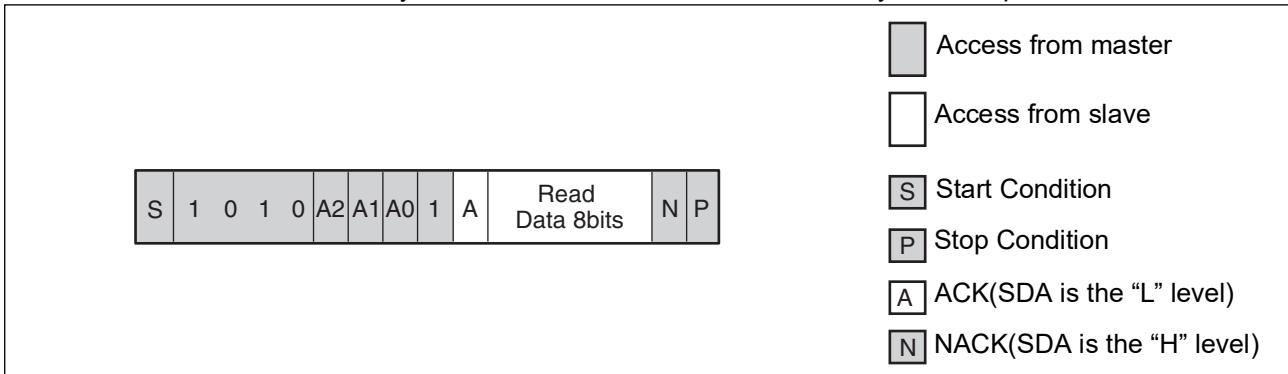 Access from master
Access from slave
S 1 0 1 0 A2 A1 A0 1 A Read Data 8bits N P
S Start Condition
P Stop Condition
A ACK(SDA is the “L” level)
N NACK(SDA is the “H” level)